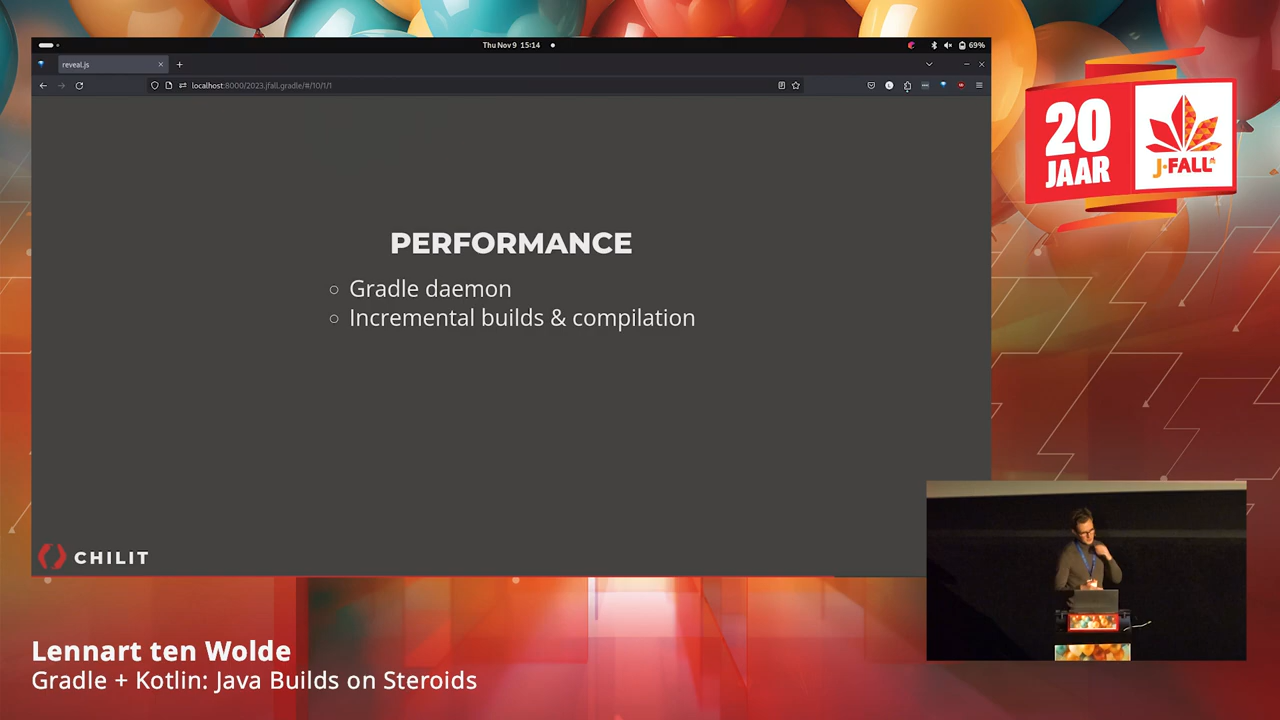 Thu Nov 9 15:14
69%
reveal.js
localhost:8000/2023.jfall.gradle/#/10/1/1
PERFORMANCE
Gradle daemon
Incremental builds & compilation
CHILIT
20
JAAR
J-FALL
Lennart ten Wolde
Gradle + Kotlin: Java Builds on Steroids